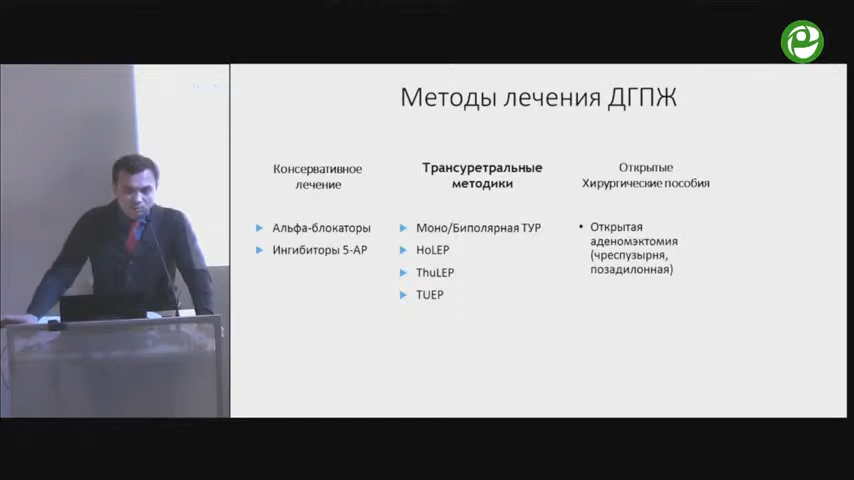 Методы лечения ДГПЖ
Консервативное
лечение
Альфа-блокаторы
Ингибиторы 5-АР
Трансуретральные
методики
Моно/Биполярная ТУР
HoLEP
ThuLEP
TUEP
Открытые
Хирургические пособия
Открытая
аденомэктомия
(чреспузырня,
позадилонная)